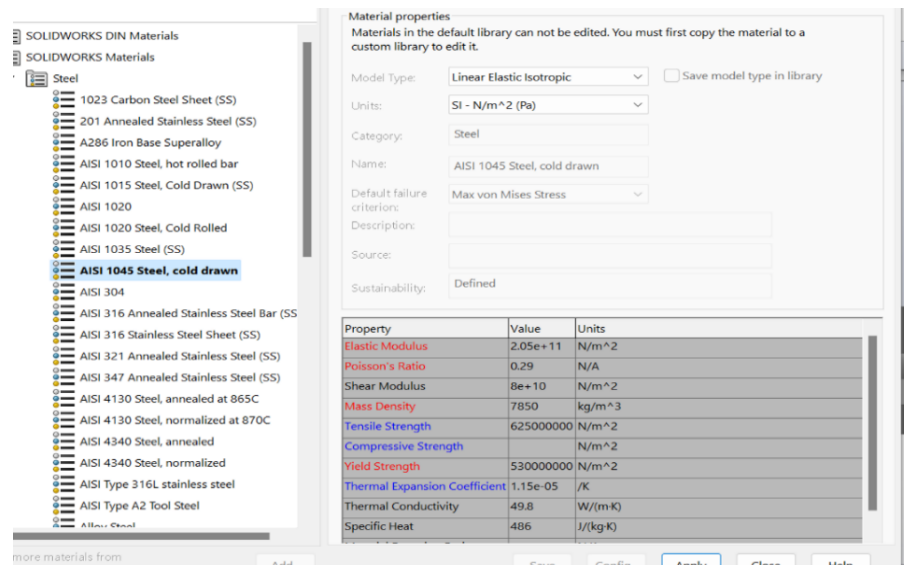 SOLIDWORKS DIN Materials
SOLIDWORKS Materials
Steel
1023 Carbon Steel Sheet (SS)
201 Annealed Stainless Steel (SS)
A286 Iron Base Superalloy
AISI 1010 Steel, hot rolled bar
AISI 1015 Steel, Cold Drawn (SS)
AISI 1020
AISI 1020 Steel, Cold Rolled
AISI 1035 Steel (SS)
AISI 1045 Steel, cold drawn
AISI 304
AISI 316 Annealed Stainless Steel Bar (SS
AISI 316 Stainless Steel Sheet (SS)
AISI 321 Annealed Stainless Steel (SS)
AISI 347 Annealed Stainless Steel (SS)
AISI 4130 Steel, annealed at 865C
AISI 4130 Steel, normalized at 870C
AISI 4340 Steel, annealed
AISI 4340 Steel, normalized
AISI Type 316L stainless steel
AISI Type A2 Tool Steel
Alloy Steel
more materials from
Add
Material properties
Materials in the default library can not be edited. You must first copy the material to a
custom library to edit it.
Model Type: Linear Elastic Isotropic Save model type in library
Units: SI - N/m^2 (Pa)
Category: Steel
Name: AISI 1045 Steel, cold drawn
Default failure criterion: Max von Mises Stress
Description:
Source:
Sustainability: Defined
Property Value Units
Elastic Modulus 2.05e+11 N/m^2
Poisson's Ratio 0.29 N/A
Shear Modulus 8e+10 N/m^2
Mass Density 7850 kg/m^3
Tensile Strength 625000000 N/m^2
Compressive Strength N/m^2
Yield Strength 530000000 N/m^2
Thermal Expansion Coefficient 1.15e-05 /K
Thermal Conductivity 49.8 W/(m·K)
Specific Heat 486 J/(kg·K)
Save Config Apply Close Help